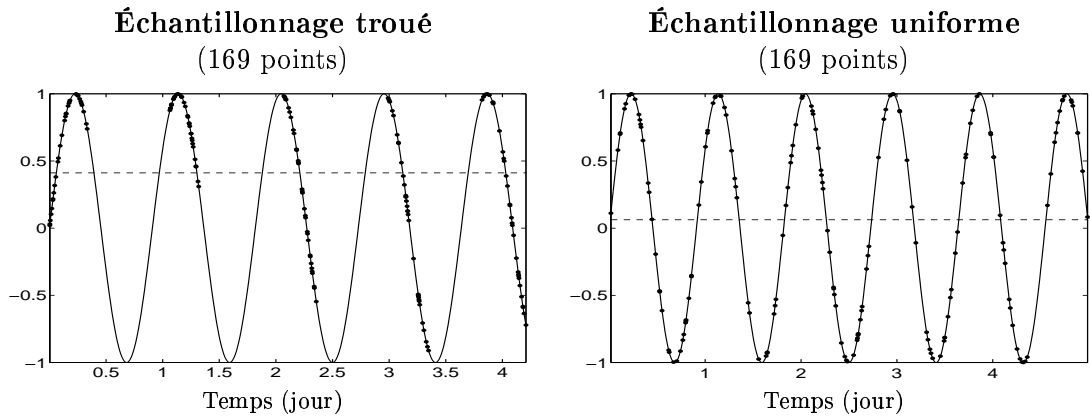 Échantillonnage troué
(169 points)
1
0.5
0
−0.5
−1
0.5 1 1.5 2 2.5 3 3.5 4
Temps (jour)
Échantillonnage uniforme
(169 points)
1
0.5
0
−0.5
−1
1 2 3 4
Temps (jour)